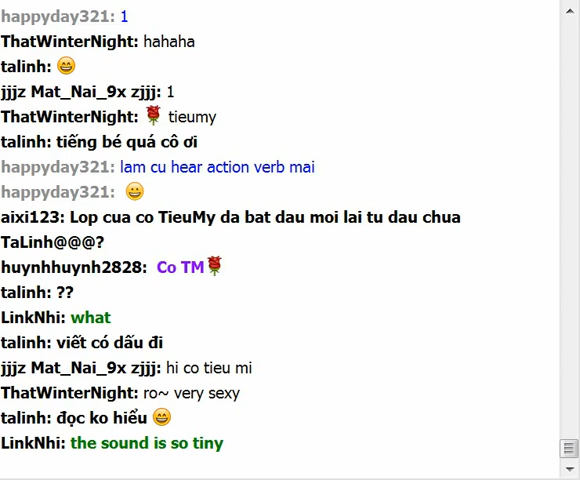 happyday321: 1
ThatWinterNight: hahaha
talinh: 😄
jjjz Mat_Nai_9x zjjj: 1
ThatWinterNight: 🌹 tieumy
talinh: tiếng bé quá cô ơi
happyday321: lam cu hear action verb mai
happyday321: 😄
aixi123: Lop cua co TieuMy da bat dau moi lai tu dau chua
TaLinh@@@?
huynhhuynh2828: Co TM🌹
talinh: ??
LinkNhi: what
talinh: viết có dấu đi
jjjz Mat_Nai_9x zjjj: hi co tieu mi
ThatWinterNight: ro~ very sexy
talinh: đọc ko hiểu 😄
LinkNhi: the sound is so tiny